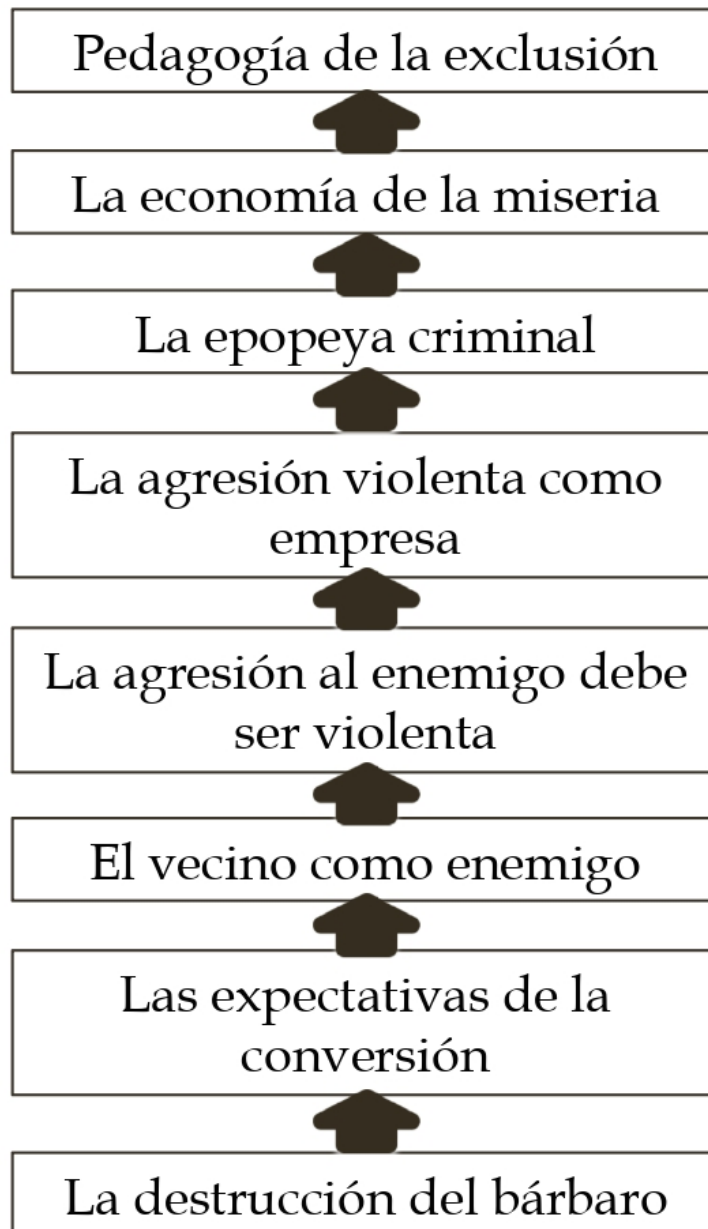 Pedagogía de la exclusión
La economía de la miseria
La epopeya criminal
La agresión violenta como
empresa
La agresión al enemigo debe
ser violenta
El vecino como enemigo
Las expectativas de la
conversión
La destrucción del bárbaro